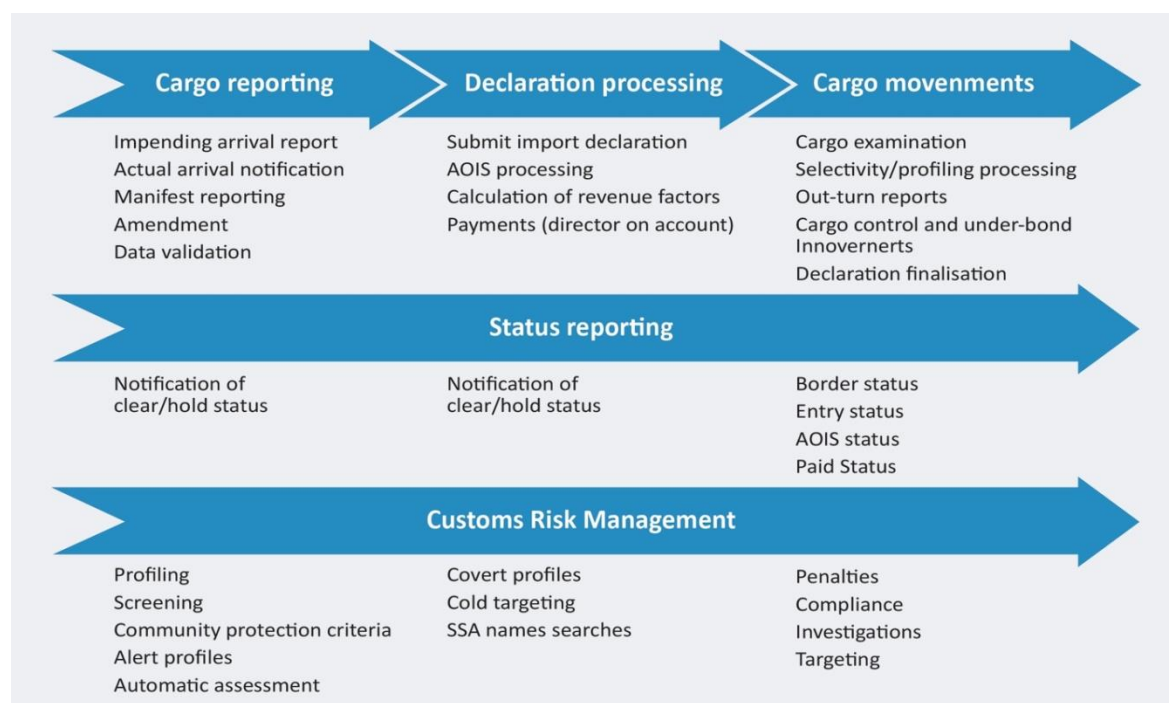 Cargo reporting
Declaration processing
Cargo movenments
Impending arrival report
Actual arrival notification
Manifest reporting
Amendment
Data validation
Submit import declaration
AOIS processing
Calculation of revenue factors
Payments (director on account)
Cargo examination
Selectivity/profiling processing
Out-turn reports
Cargo control and under-bond
Innovernerts
Declaration finalisation
Status reporting
Notification of
clear/hold status
Notification of
clear/hold status
Border status
Entry status
AOIS status
Paid Status
Customs Risk Management
Profiling
Screening
Community protection criteria
Alert profiles
Automatic assessment
Covert profiles
Cold targeting
SSA names searches
Penalties
Compliance
Investigations
Targeting